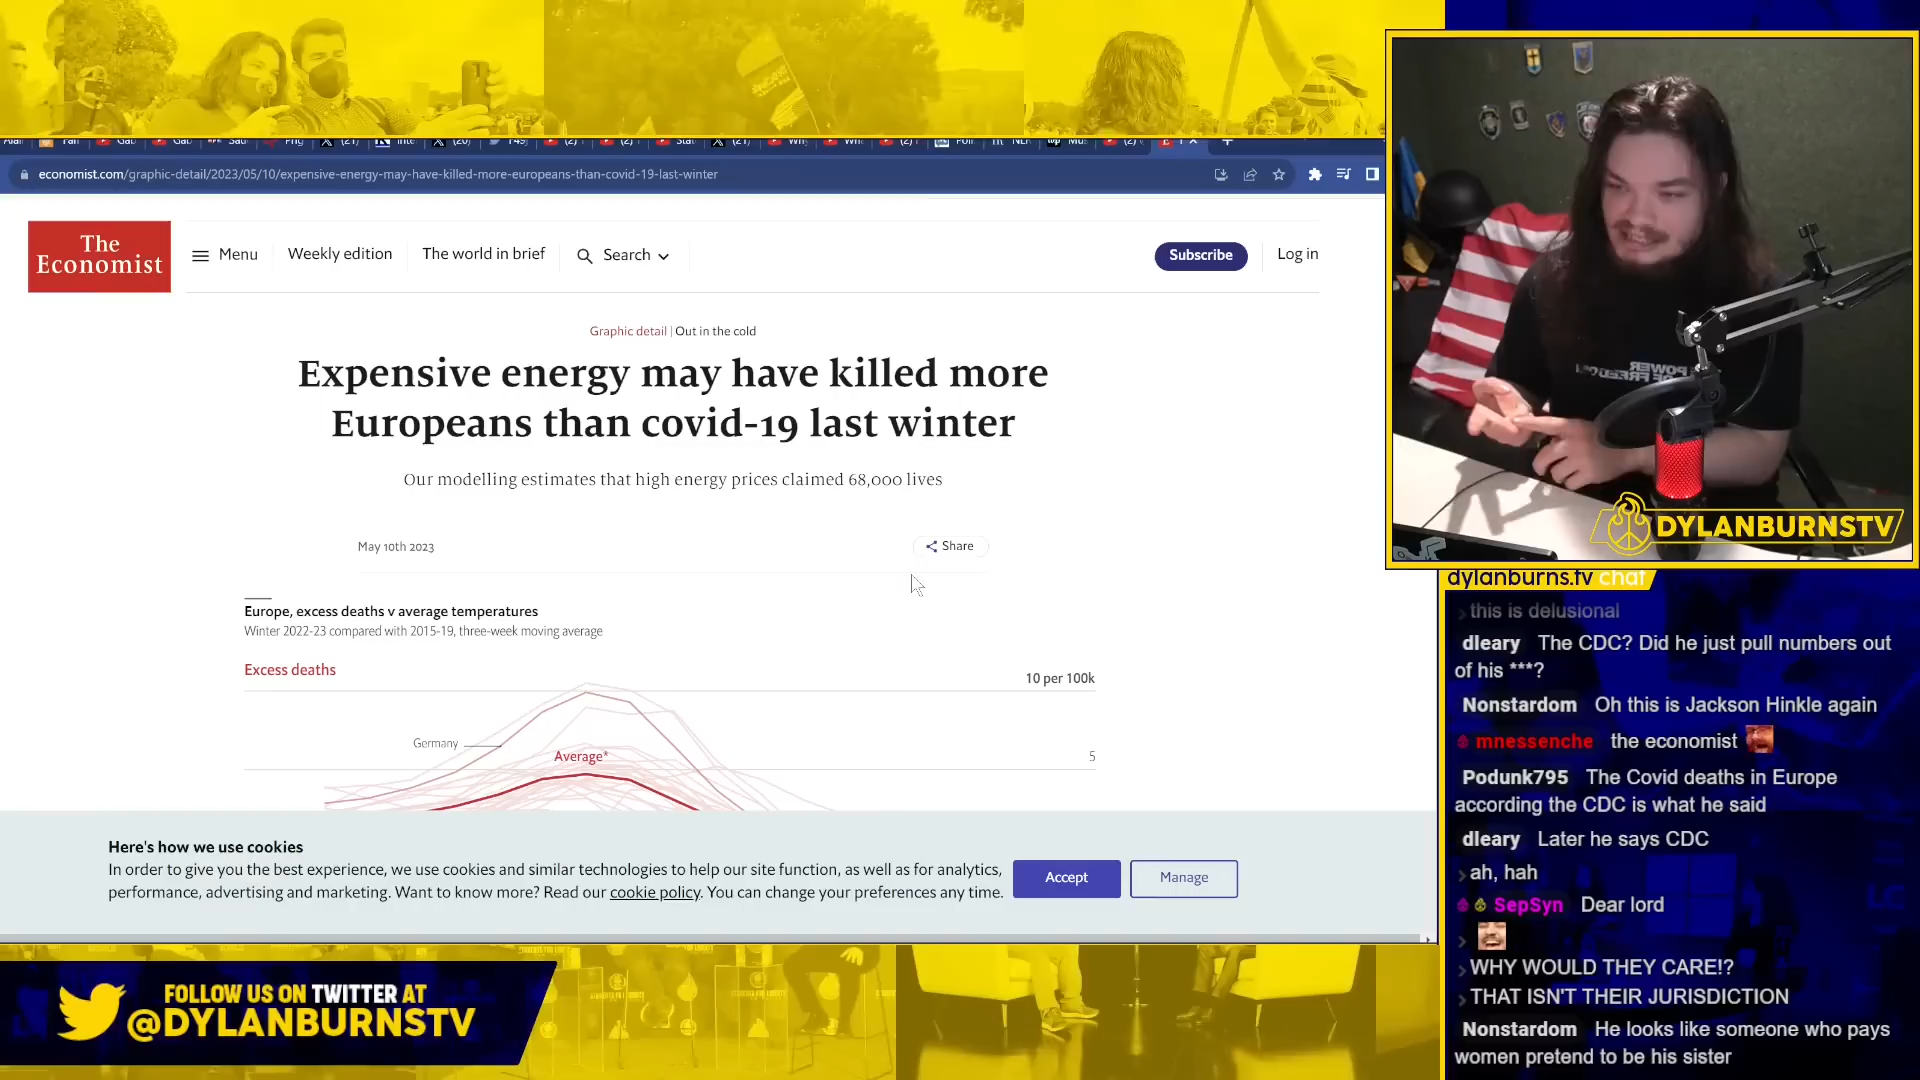 economist.com/graphic-detail/2023/05/10/expensive-energy-may-have-killed-more-europeans-than-covid-19-last-winter
The
Economist
Menu
Weekly edition
The world in brief
Search
Subscribe
Log in
Graphic detail | Out in the cold
Expensive energy may have killed more
Europeans than covid-19 last winter
Our modelling estimates that high energy prices claimed 68,000 lives
May 10th 2023
Share
Europe, excess deaths v average temperatures
Winter 2022-23 compared with 2015-19, three-week moving average
Excess deaths
10 per 100k
Germany
Average*
5
Here's how we use cookies
In order to give you the best experience, we use cookies and similar technologies to help our site function, as well as for analytics,
performance, advertising and marketing. Want to know more? Read our cookie policy. You can change your preferences any time.
Accept
Manage
FOLLOW US ON TWITTER AT
@DYLANBURNSTV
DYLANBURNSTV
dylanburns.tv chat
this is delusional
dleary The CDC? Did he just pull numbers out
of his ***?
Nonstardom Oh this is Jackson Hinkle again
mnessenche the economist
Podunk795 The Covid deaths in Europe
according the CDC is what he said
dleary Later he says CDC
ah, hah
SepSyn Dear lord
WHY WOULD THEY CARE!?
THAT ISN'T THEIR JURISDICTION
Nonstardom He looks like someone who pays
women pretend to be his sister